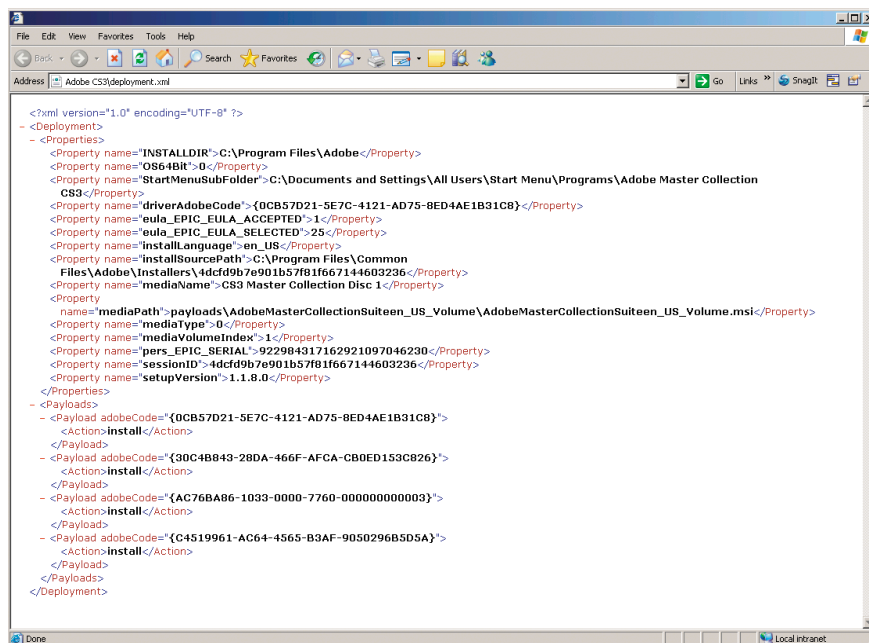 File Edit View Favorites Tools Help
Back Search Favorites
Address Adobe CS3\deployment.xml Go Links » SnagIt
<?xml version="1.0" encoding="UTF-8" ?>
- <Deployment>
- <Properties>
<Property name="INSTALLDIR">C:\Program Files\Adobe</Property>
<Property name="OS64Bit">0</Property>
<Property name="StartMenuSubFolder">C:\Documents and Settings\All Users\Start Menu\Programs\Adobe Master Collection
CS3</Property>
<Property name="driverAdobeCode">{0CB57D21-5E7C-4121-AD75-8ED4AE1B31C8}</Property>
<Property name="eula_EPIC_EULA_ACCEPTED">1</Property>
<Property name="eula_EPIC_EULA_SELECTED">25</Property>
<Property name="installLanguage">en_US</Property>
<Property name="installSourcePath">C:\Program Files\Common
Files\Adobe\Installers\4dcfd9b7e901b57f81f667144603236</Property>
<Property name="mediaName">CS3 Master Collection Disc 1</Property>
<Property
name="mediaPath">payloads\AdobeMasterCollectionSuiteen_US_Volume\AdobeMasterCollectionSuiteen_US_Volume.msi</Property>
<Property name="mediaType">0</Property>
<Property name="mediaVolumeIndex">1</Property>
<Property name="pers_EPIC_SERIAL">922984317162921097046230</Property>
<Property name="sessionID">4dcfd9b7e901b57f81f667144603236</Property>
<Property name="setupVersion">1.1.8.0</Property>
</Properties>
- <Payloads>
- <Payload adobeCode="{0CB57D21-5E7C-4121-AD75-8ED4AE1B31C8}">
<Action>install</Action>
</Payload>
- <Payload adobeCode="{30C4B843-28DA-466F-AFCA-CB0ED153C826}">
<Action>install</Action>
</Payload>
- <Payload adobeCode="{AC76BA86-1033-0000-7760-000000000003}">
<Action>install</Action>
</Payload>
- <Payload adobeCode="{C4519961-AC64-4565-B3AF-9050296B5D5A}">
<Action>install</Action>
</Payload>
</Payloads>
</Deployment>
Done Local intranet